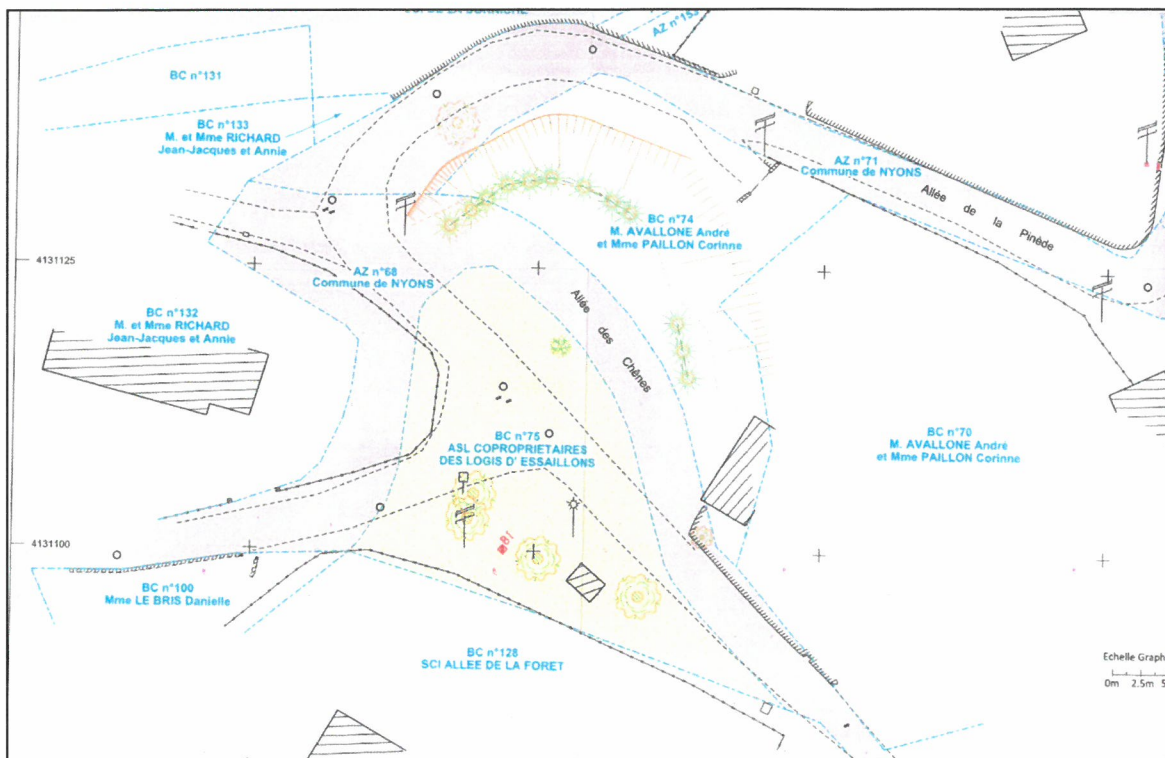 AZ n°153
BC n°131
BC n°133
M. et Mme RICHARD
Jean-Jacques et Annie
AZ n°71
Commune de NYONS
Allée de la Pinède
BC n°74
M. AVALLONE André
et Mme PAILLON Corinne
4131125
AZ n°68
Commune de NYONS
Allée des Chênes
BC n°132
M. et Mme RICHARD
Jean-Jacques et Annie
BC n°75
ASL COPROPRIETAIRES
DES LOGIS D' ESSAILLONS
BC n°70
M. AVALLONE André
et Mme PAILLON Corinne
BI
4131100
BC n°100
Mme LE BRIS Danielle
BC n°128
SCI ALLEE DE LA FORET
Echelle Graph
0m 2.5m 5